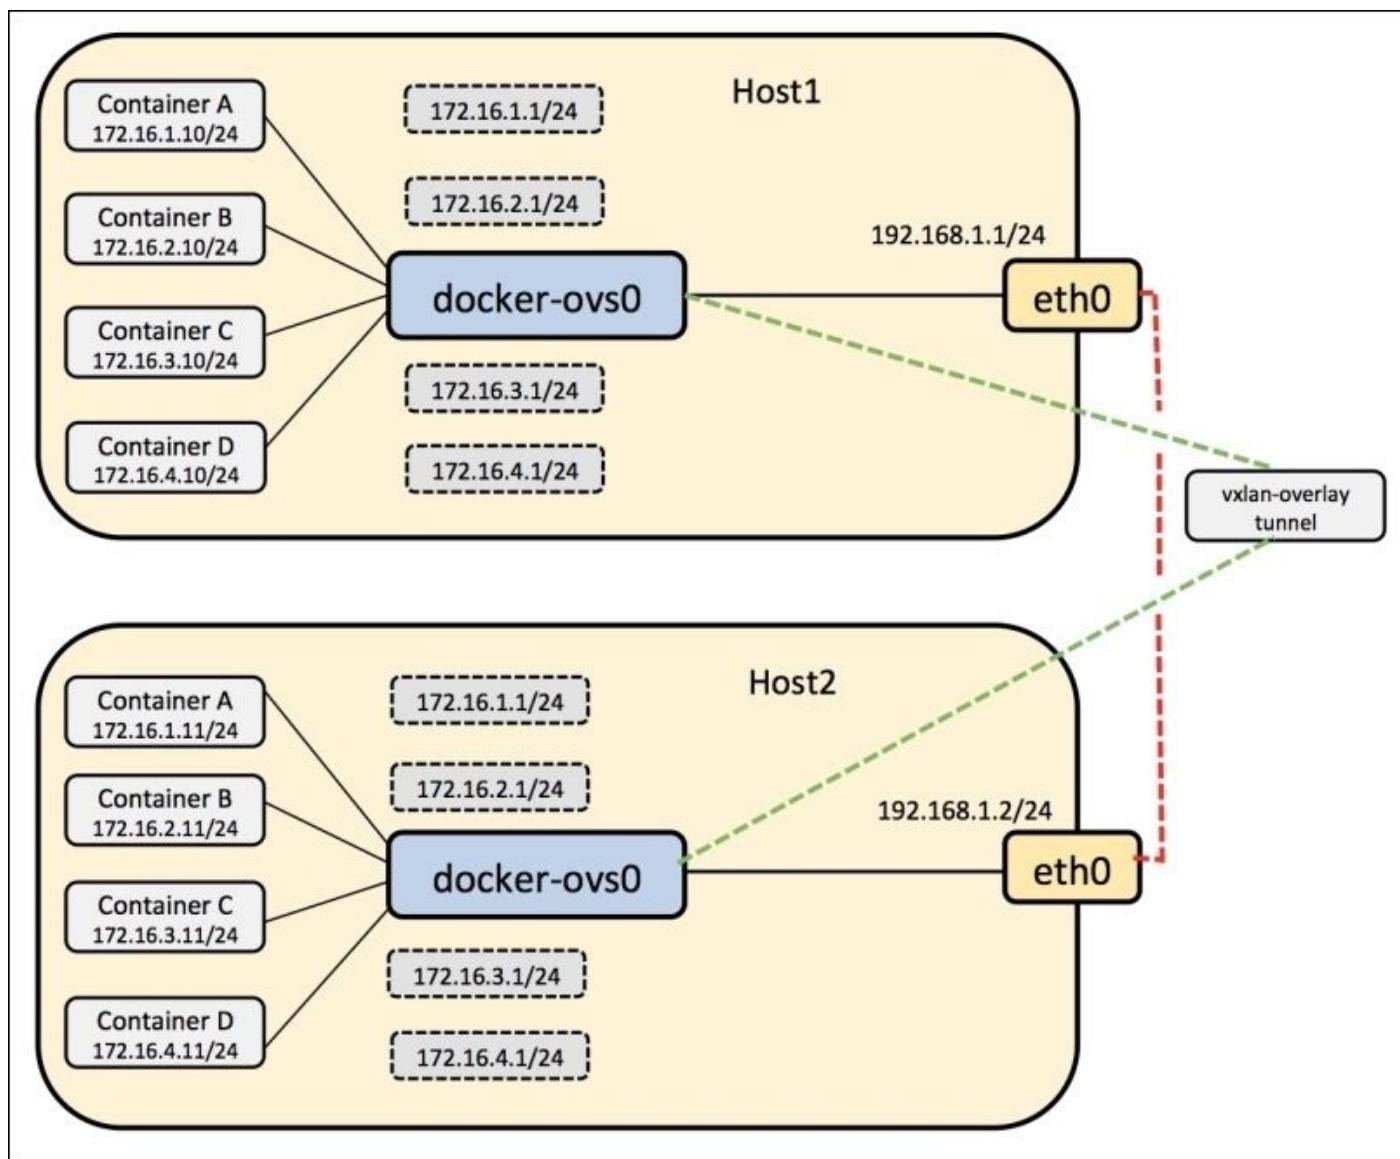 Host1
Container A
172.16.1.10/24
172.16.1.1/24
Container B
172.16.2.10/24
172.16.2.1/24
192.168.1.1/24
docker-ovs0
eth0
Container C
172.16.3.10/24
172.16.3.1/24
Container D
172.16.4.10/24
172.16.4.1/24
vxlan-overlay
tunnel
Host2
Container A
172.16.1.11/24
172.16.1.1/24
Container B
172.16.2.11/24
172.16.2.1/24
192.168.1.2/24
docker-ovs0
eth0
Container C
172.16.3.11/24
172.16.3.1/24
Container D
172.16.4.11/24
172.16.4.1/24